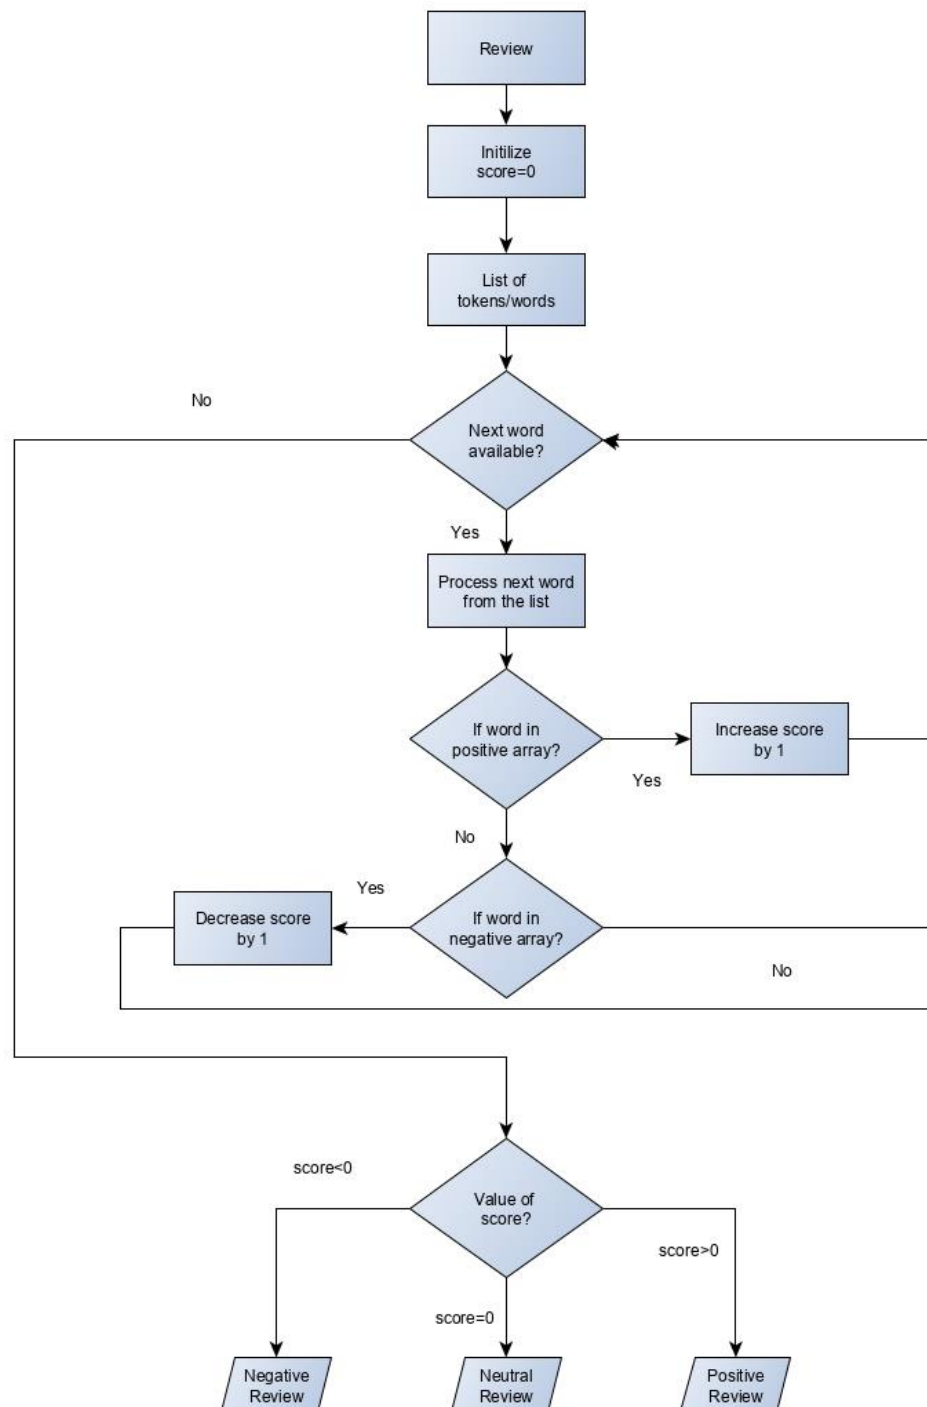 Review
Initilize
score=0
List of
tokens/words
No
Next word
available?
Yes
Process next word
from the list
If word in
positive array?
Increase score
by 1
Yes
No
Yes
Decrease score
by 1
If word in
negative array?
No
score<0
Value of
score?
score>0
score=0
Negative
Review
Neutral
Review
Positive
Review